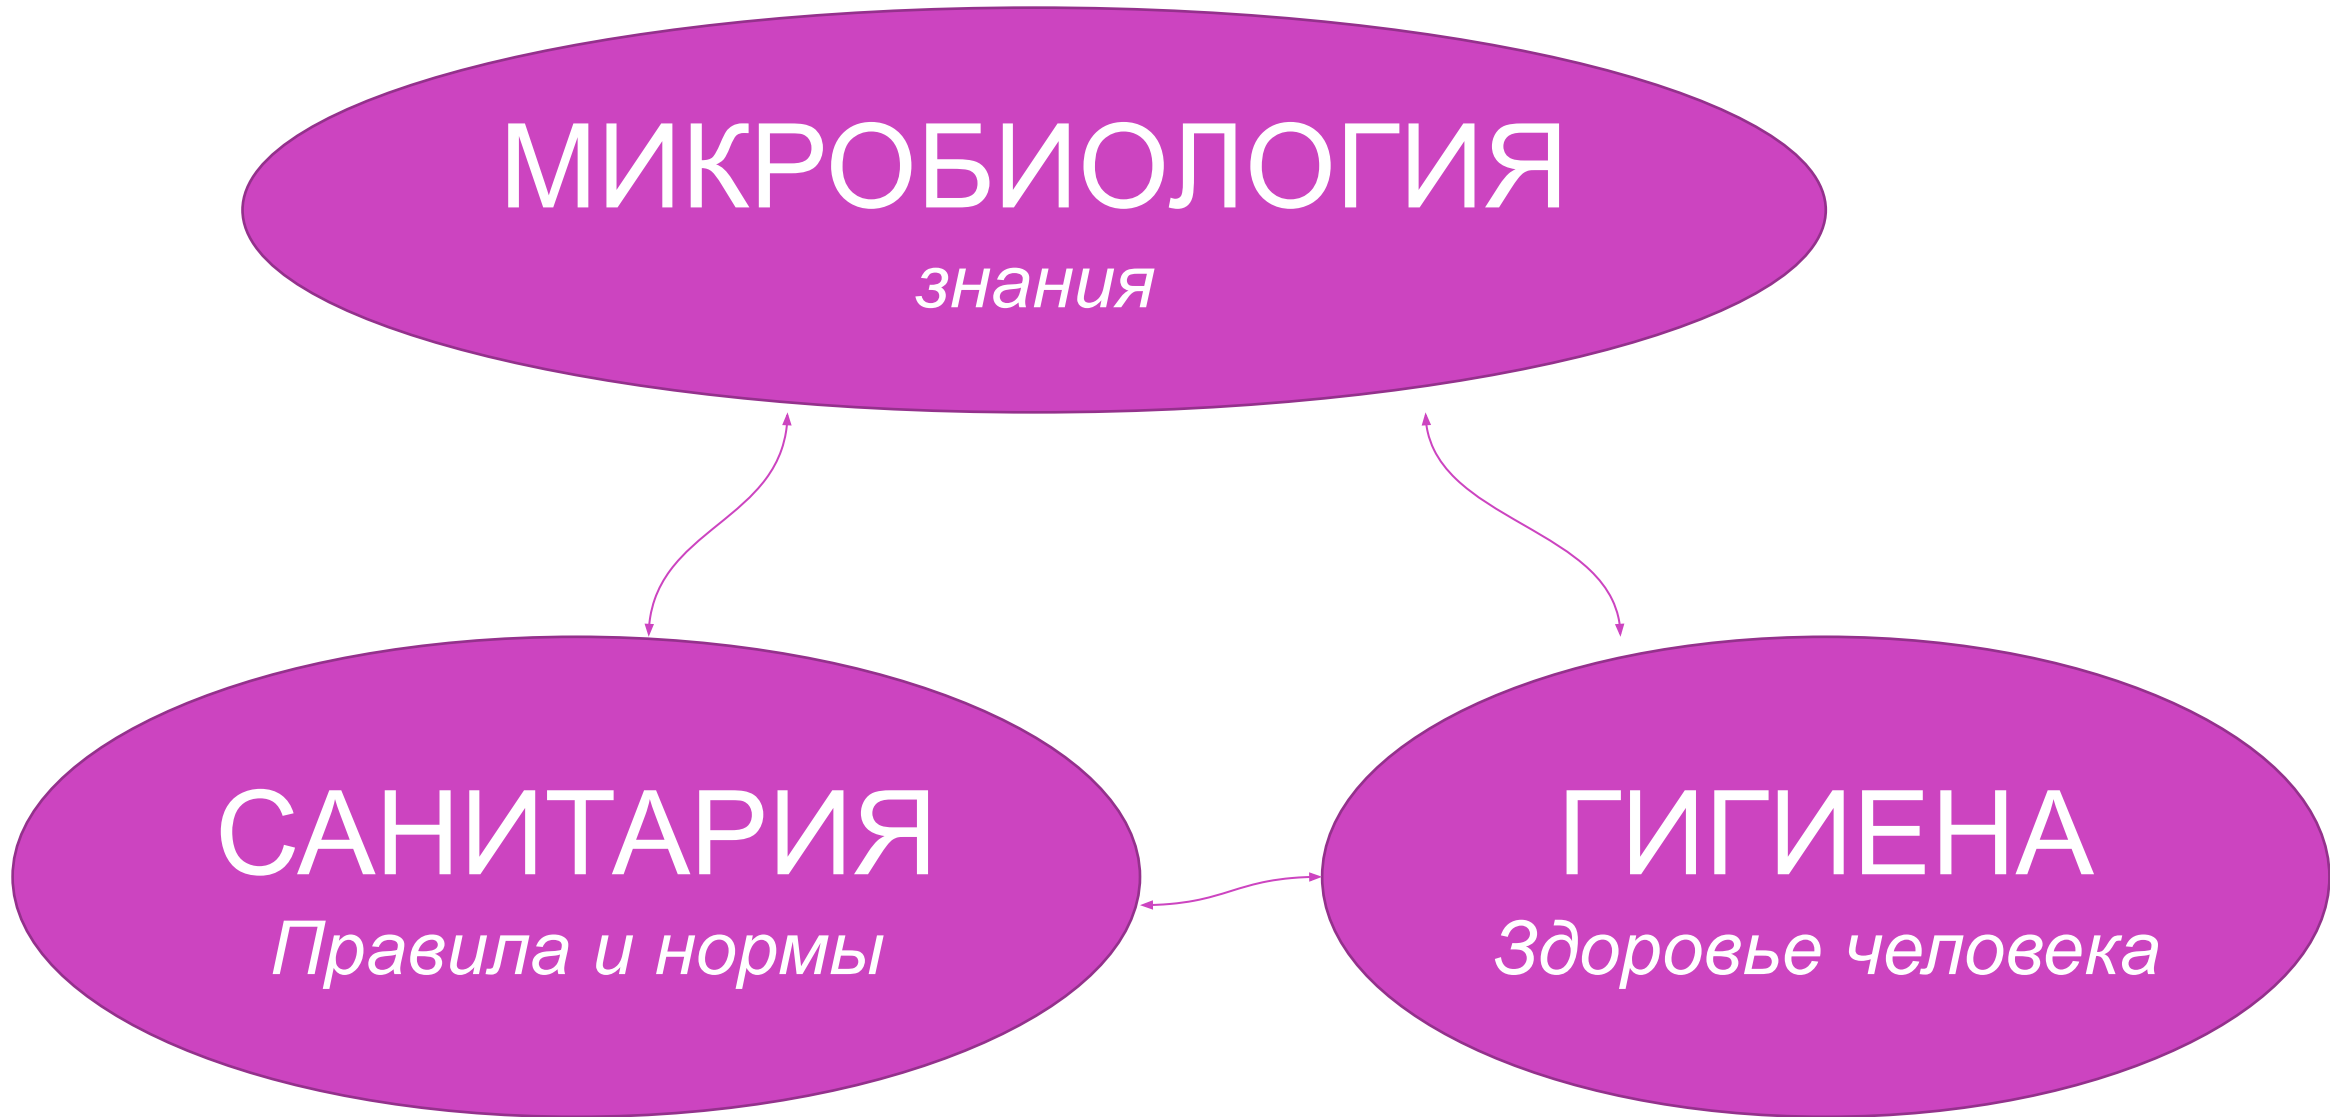 МИКРОБИОЛОГИЯ
знания
САНИТАРИЯ
Правила и нормы
ГИГИЕНА
Здоровье человека